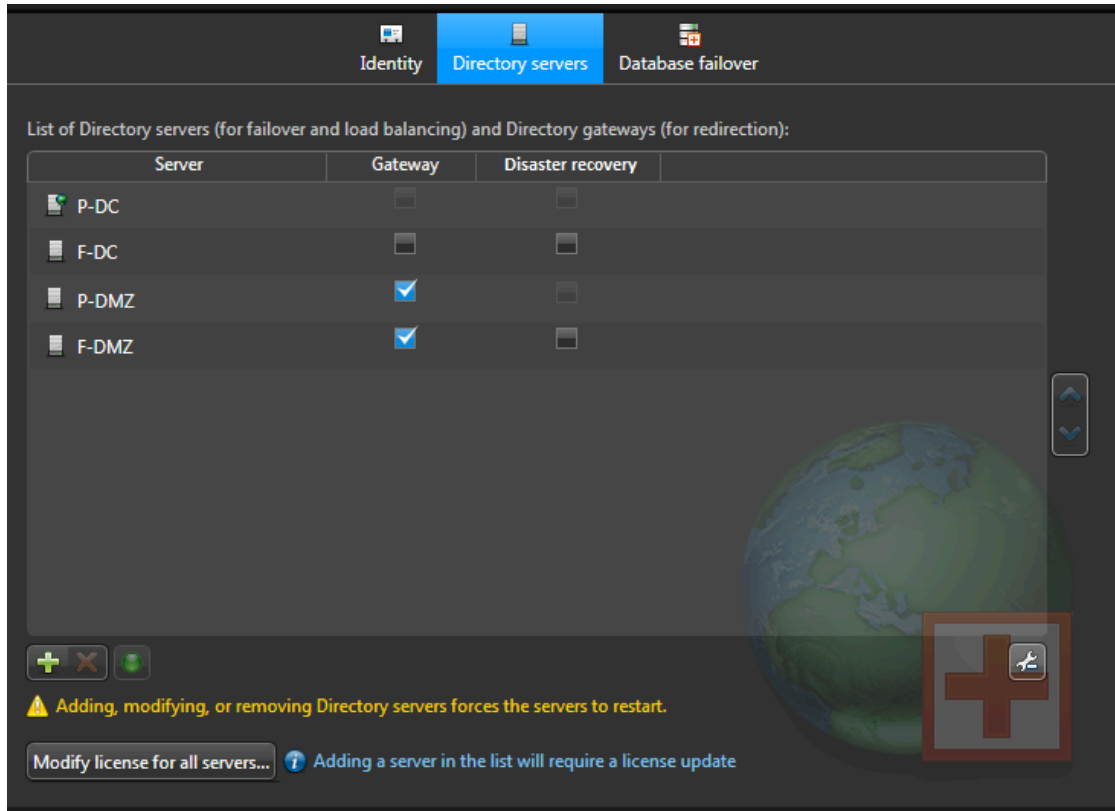 Identity Directory servers Database failover
List of Directory servers (for failover and load balancing) and Directory gateways (for redirection):
Server Gateway Disaster recovery
P-DC
F-DC
P-DMZ
F-DMZ
Adding, modifying, or removing Directory servers forces the servers to restart.
Modify license for all servers... Adding a server in the list will require a license update